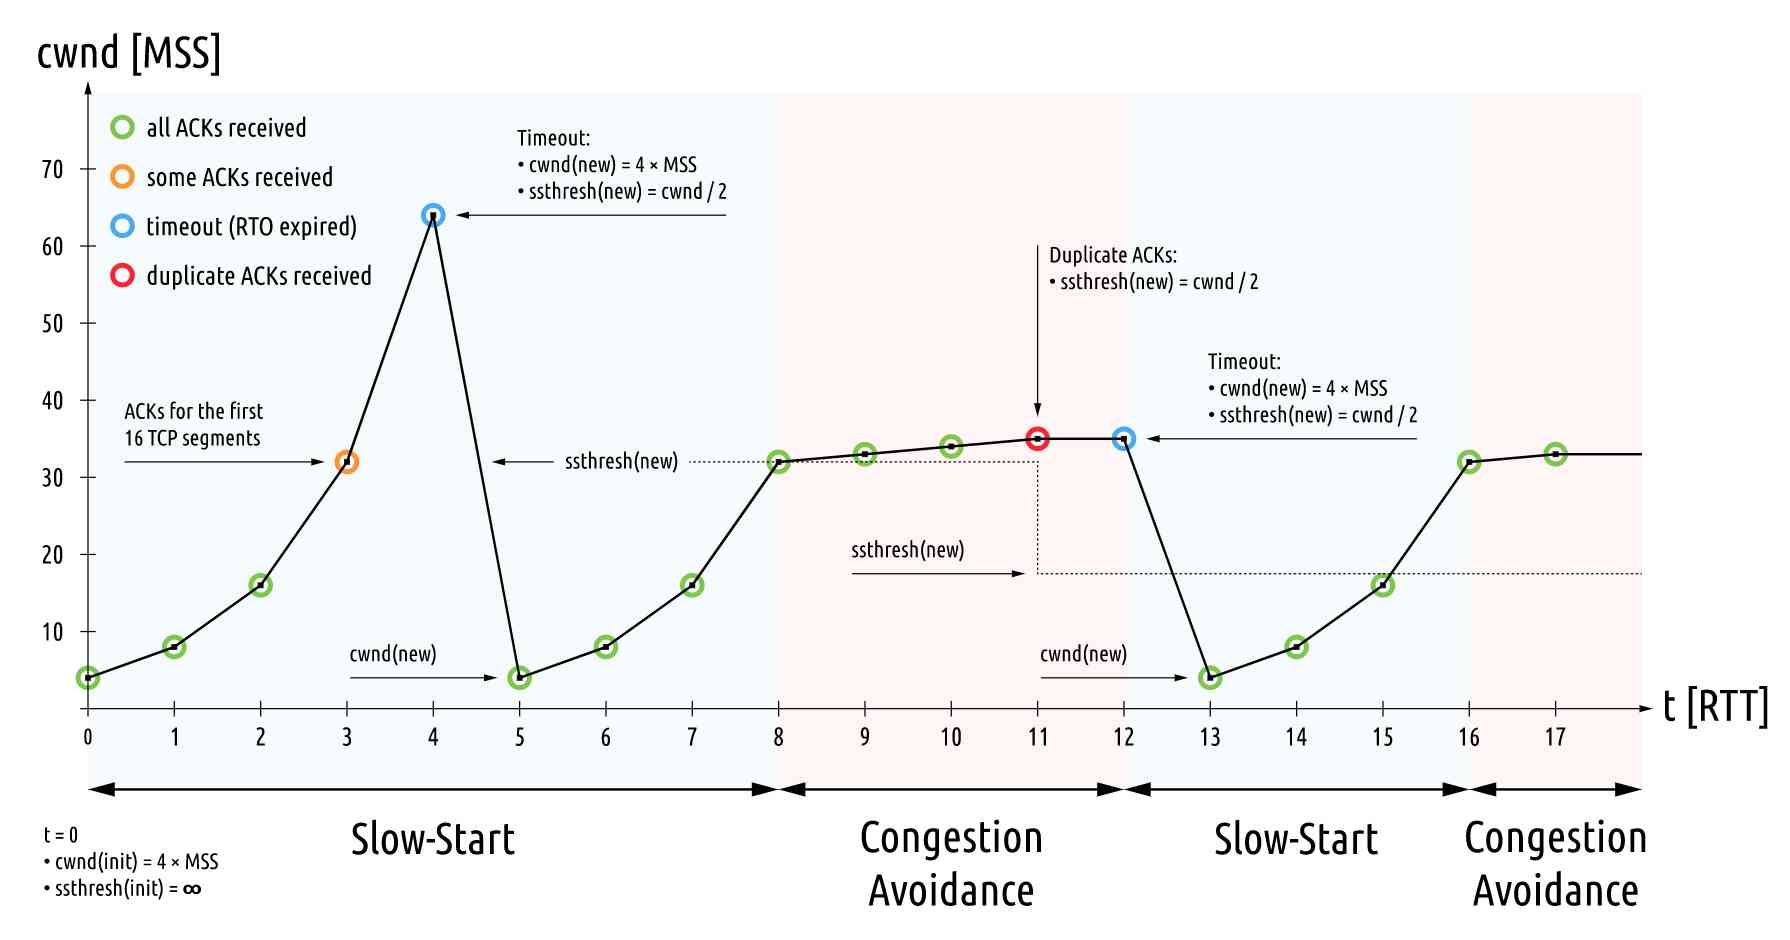 cwnd [MSS]
all ACKs received
some ACKs received
timeout (RTO expired)
duplicate ACKs received
Timeout:
• cwnd(new) = 4 × MSS
• ssthresh(new) = cwnd / 2
Duplicate ACKs:
• ssthresh(new) = cwnd / 2
Timeout:
• cwnd(new) = 4 × MSS
• ssthresh(new) = cwnd / 2
ACKs for the first
16 TCP segments
ssthresh(new)
ssthresh(new)
cwnd(new)
cwnd(new)
70
60
50
40
30
20
10
t [RTT]
0 1 2 3 4 5 6 7 8 9 10 11 12 13 14 15 16 17
Slow-Start
Congestion
Avoidance
Slow-Start
Congestion
Avoidance
t = 0
• cwnd(init) = 4 × MSS
• ssthresh(init) = ∞